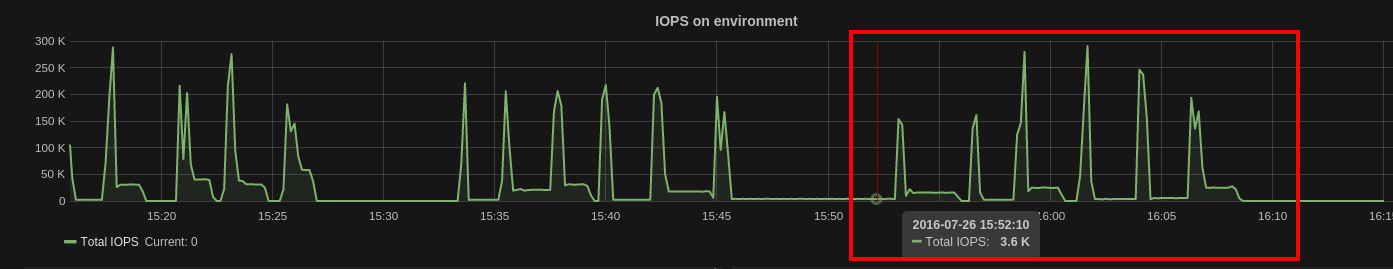 IOPS on environment
300 K
250 K
200 K
150 K
100 K
50 K
0
15:20 15:25 15:30 15:35 15:40 15:45 15:50 16:00 16:05 16:10
Total IOPS Current: 0
2016-07-26 15:52:10
Total IOPS: 3.6 K